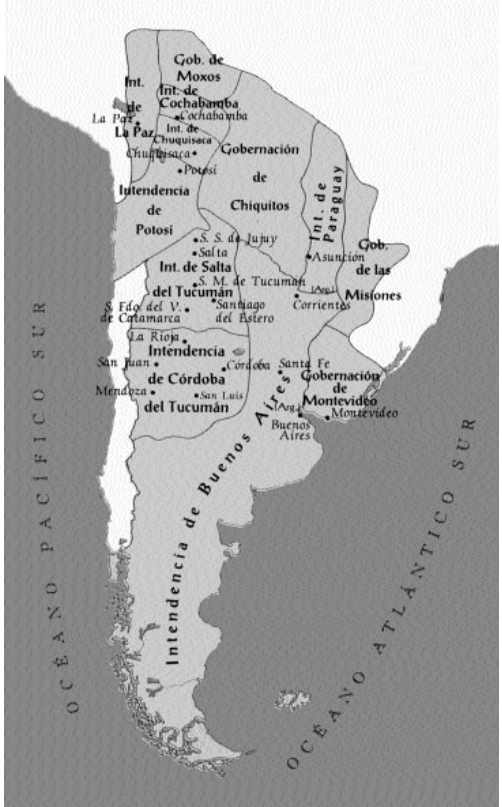 Gob. de
Moxos
Int.
de
La Paz
La Paz
Int. de
Cochabamba
Cochabamba
Int. de
Chuquisaca
Chuquisaca
Potosí
Gobernación
de
Chiquitos
Intendencia
de
Potosí
Int. de
Paraguay
Gob.
de las
Misiones
S. S. de Jujuy
Salta
Asunción
Int. de Salta
del Tucumán
S. M. de Tucumán
(Arg.)
Corrientes
S. Fdo. del V.
de Catamarca
Santiago
del Estero
La Rioja
Intendencia
de Córdoba
del Tucumán
San Juan
Córdoba
Santa Fe
Mendoza
San Luis
Gobernación
de
Montevideo
(Arg.)
Buenos
Aires
Montevideo
Intendencia de Buenos Aires
OCÉANO PACÍFICO SUR
OCÉANO ATLÁNTICO SUR